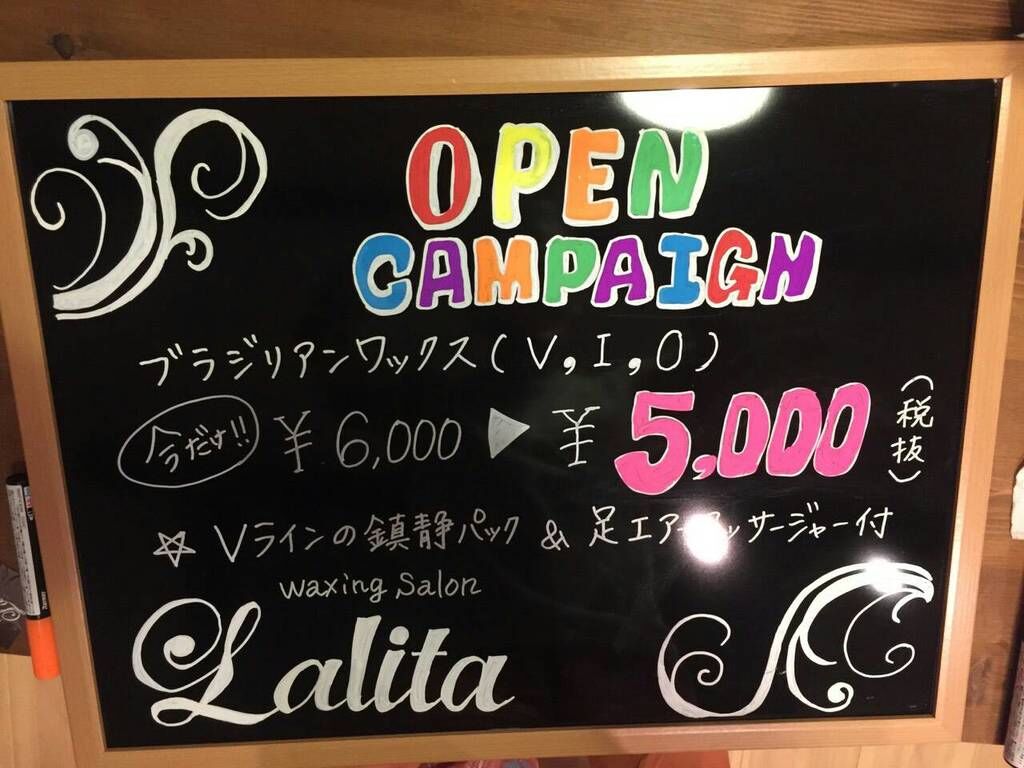 OPEN
CAMPAIGN
ブラジリアンワックス(V,I,O)
今だけ!! ¥6,000 ▶ ¥5,000 (税抜)
☆ Vラインの鎮静パック & 足エアーマッサージャー付
waxing Salon
Lalita